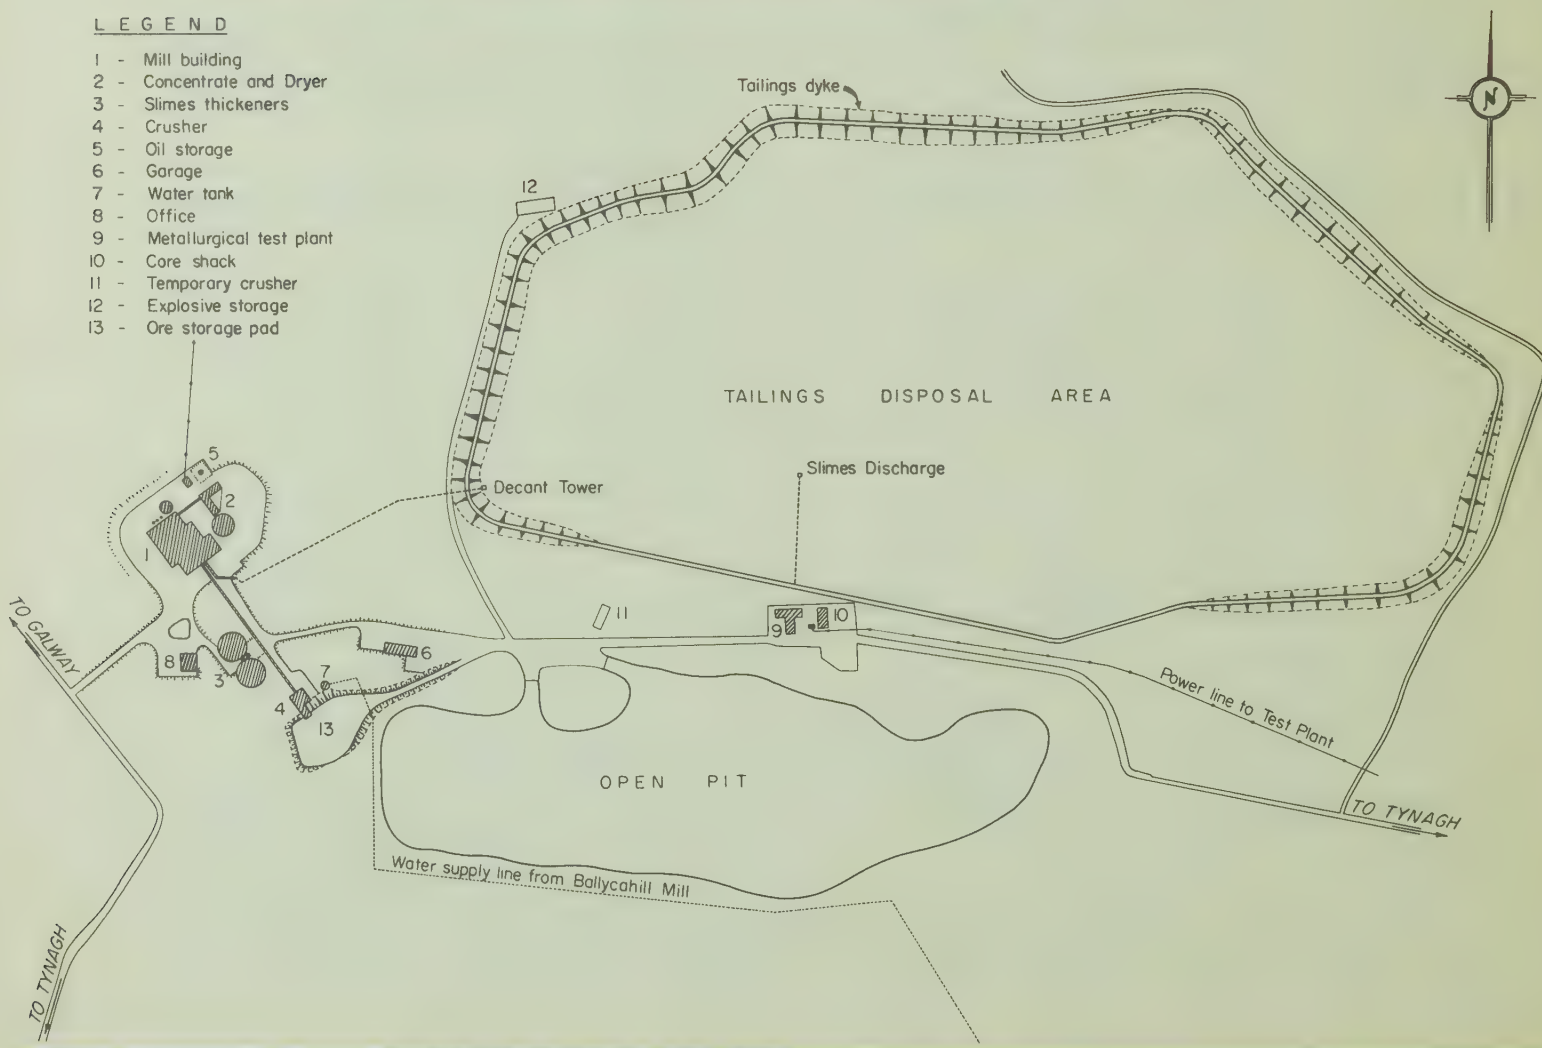 LEGEND
1 - Mill building
2 - Concentrate and Dryer
3 - Slimes thickeners
4 - Crusher
5 - Oil storage
6 - Garage
7 - Water tank
8 - Office
9 - Metallurgical test plant
10 - Core shack
11 - Temporary crusher
12 - Explosive storage
13 - Ore storage pad
Tailings dyke
N
12
TAILINGS DISPOSAL AREA
Slimes Discharge
Decant Tower
5
2
1
11
9
10
TO GALWAY
8
3
6
7
4
13
Power line to Test Plant
OPEN PIT
TO TYNAGH
Water supply line from Ballycahill Mill
TO TYNAGH